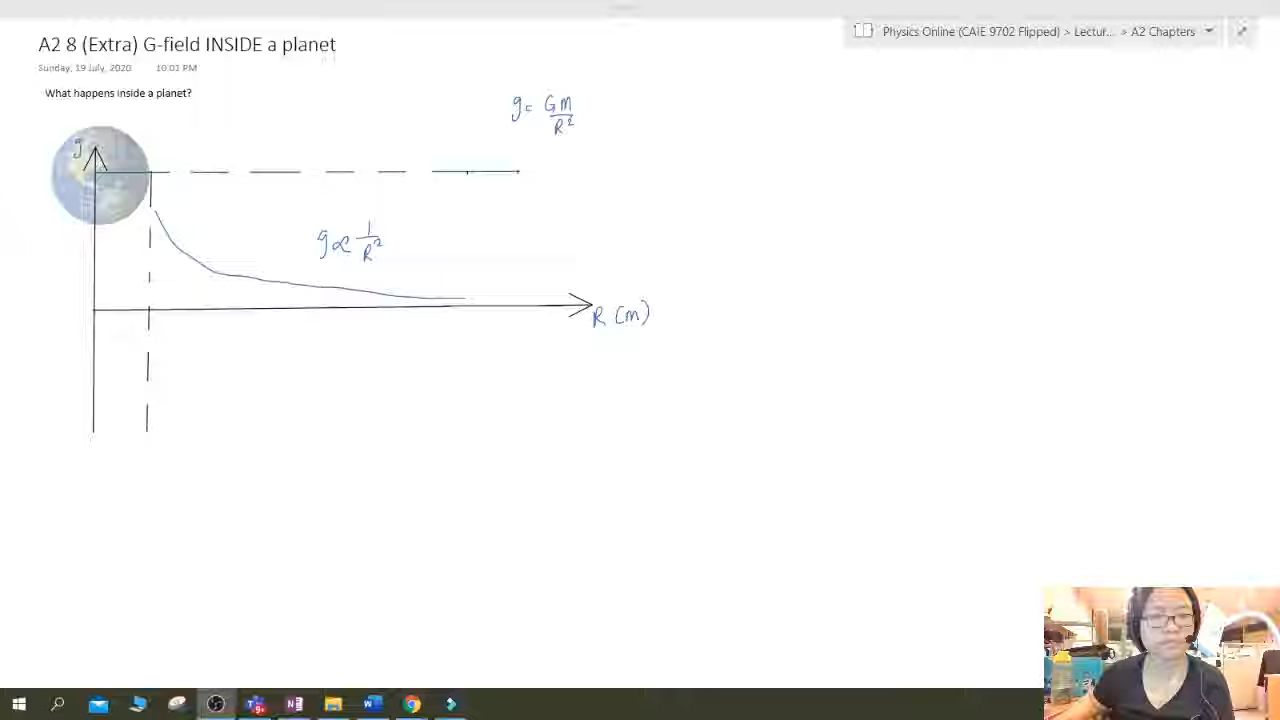 A2 8 (Extra) G-field INSIDE a planet
Physics Online (CAIE 9702 Flipped) > Lectur... > A2 Chapters
Sunday, 19 July, 2020 10:01 PM
What happens inside a planet?
g = GM/R²
g
g ∝ 1/R²
R (m)